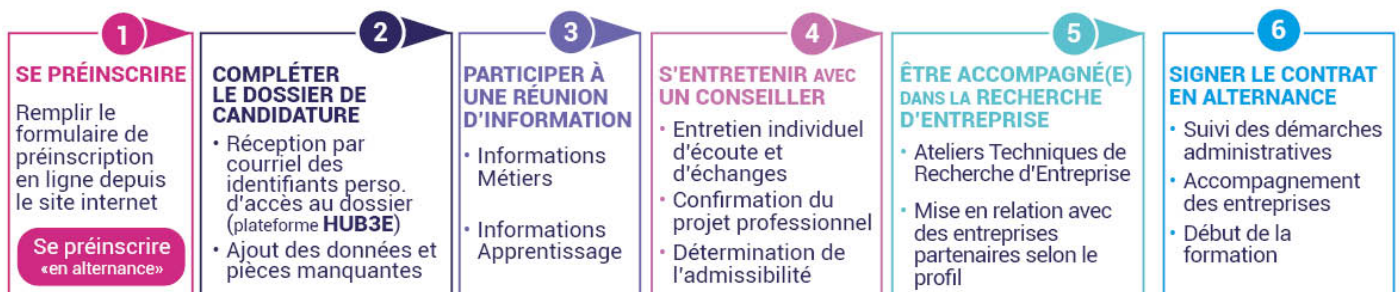 1
SE PRÉINSCRIRE
Remplir le
formulaire de
préinscription
en ligne depuis
le site internet
Se préinscrire
«en alternance»
2
COMPLÉTER
LE DOSSIER DE
CANDIDATURE
• Réception par
courriel des
identifiants perso.
d'accès au dossier
(plateforme HUB3E)
• Ajout des données et
pièces manquantes
3
PARTICIPER À
UNE RÉUNION
D'INFORMATION
• Informations
Métiers
• Informations
Apprentissage
4
S'ENTRETENIR AVEC
UN CONSEILLER
• Entretien individuel
d'écoute et
d'échanges
• Confirmation du
projet professionnel
• Détermination de
l'admissibilité
5
ÊTRE ACCOMPAGNÉ(E)
DANS LA RECHERCHE
D'ENTREPRISE
• Ateliers Techniques de
Recherche d'Entreprise
• Mise en relation avec
des entreprises
partenaires selon le
profil
6
SIGNER LE CONTRAT
EN ALTERNANCE
• Suivi des démarches
administratives
• Accompagnement
des entreprises
• Début de la
formation